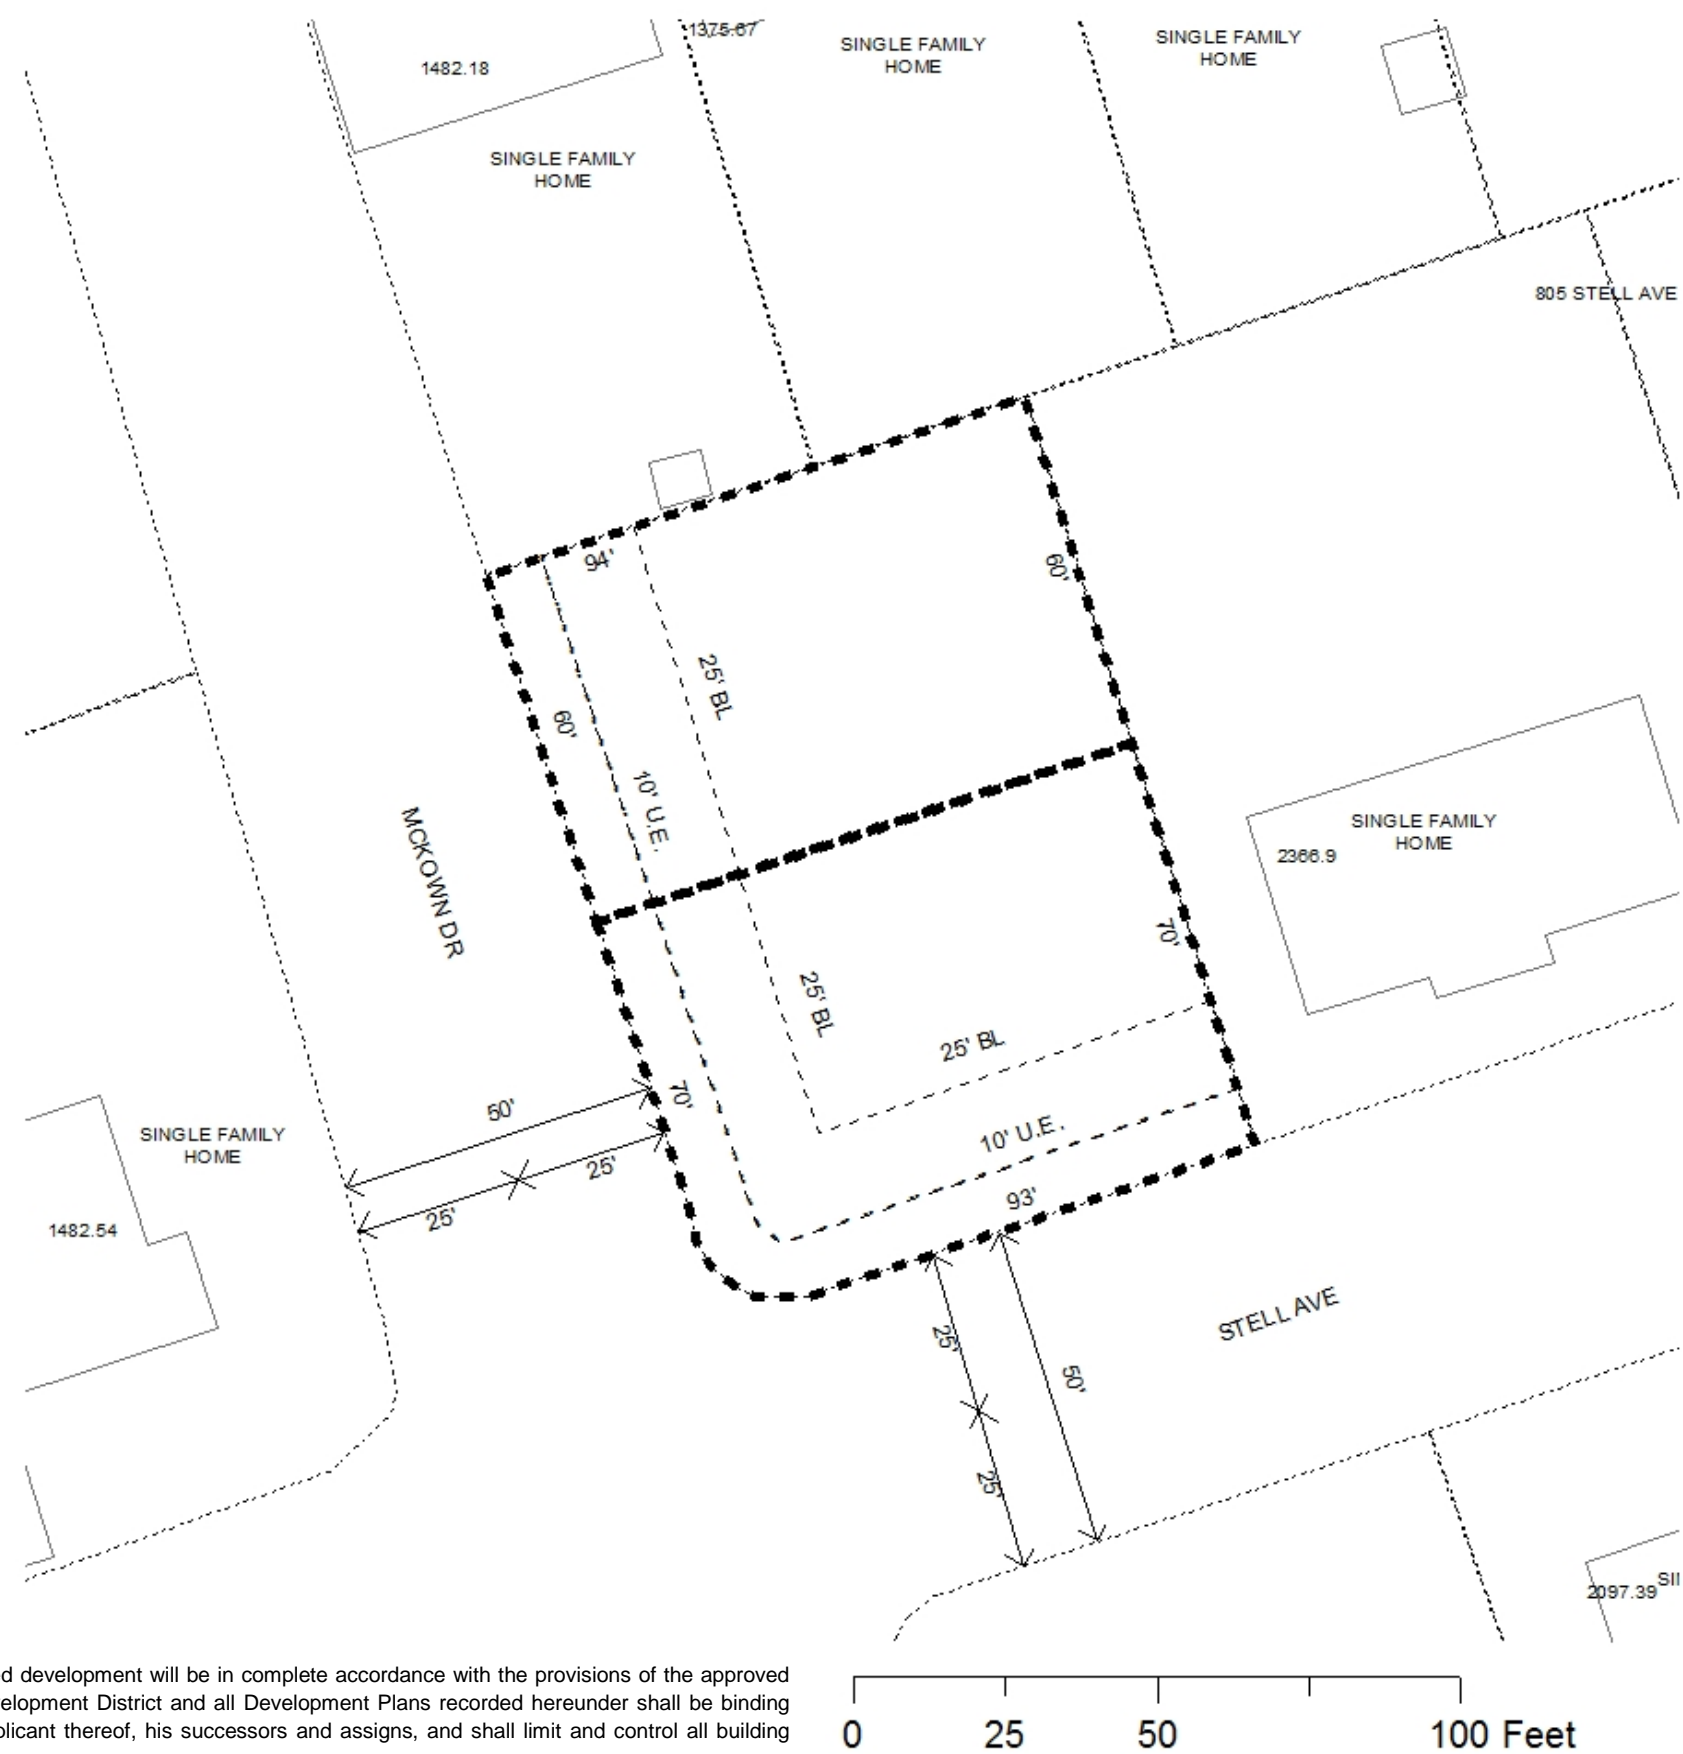 1375.67
SINGLE FAMILY
HOME
SINGLE FAMILY
HOME
1482.18
SINGLE FAMILY
HOME
805 STELL AVE
94'
60'
25' BL
60'
10' U.E.
MCKOWN DR
SINGLE FAMILY
HOME
2366.9
70'
25' BL
25' BL
70'
50'
10' U.E.
SINGLE FAMILY
HOME
25'
25'
93'
1482.54
STELL AVE
25'
50'
25'
2097.39
SII
d development will be in complete accordance with the provisions of the approved
elopment District and all Development Plans recorded hereunder shall be binding
licant thereof, his successors and assigns, and shall limit and control all building
0 25 50 100 Feet